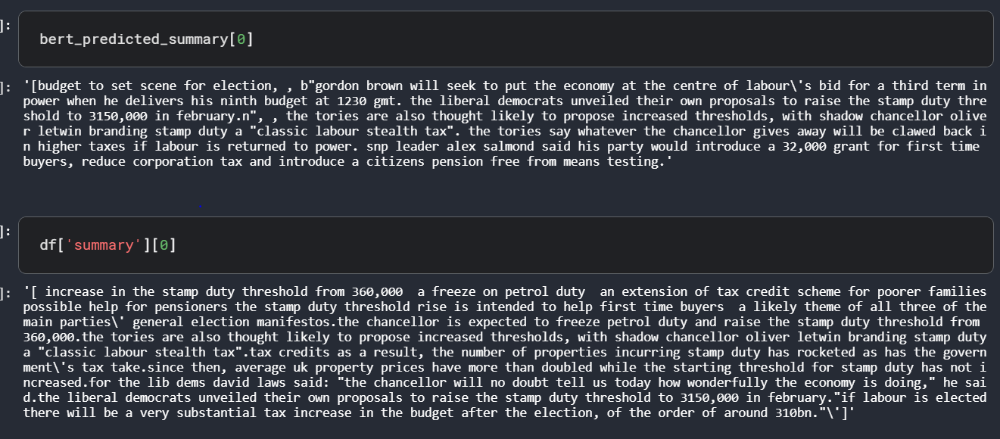 ]:
bert_predicted_summary[0]
]:
'[budget to set scene for election, , b"gordon brown will seek to put the economy at the centre of labour\'s bid for a third term in
power when he delivers his ninth budget at 1230 gmt. the liberal democrats unveiled their own proposals to raise the stamp duty thre
shold to 3150,000 in february.n", , the tories are also thought likely to propose increased thresholds, with shadow chancellor olive
r letwin branding stamp duty a "classic labour stealth tax". the tories say whatever the chancellor gives away will be clawed back i
n higher taxes if labour is returned to power. snp leader alex salmond said his party would introduce a 32,000 grant for first time
buyers, reduce corporation tax and introduce a citizens pension free from means testing.'
]:
df['summary'][0]
]:
'[ increase in the stamp duty threshold from 360,000  a freeze on petrol duty  an extension of tax credit scheme for poorer families
possible help for pensioners the stamp duty threshold rise is intended to help first time buyers  a likely theme of all three of the
main parties\' general election manifestos.the chancellor is expected to freeze petrol duty and raise the stamp duty threshold from
360,000.the tories are also thought likely to propose increased thresholds, with shadow chancellor oliver letwin branding stamp duty
a "classic labour stealth tax".tax credits as a result, the number of properties incurring stamp duty has rocketed as has the govern
ment\'s tax take.since then, average uk property prices have more than doubled while the starting threshold for stamp duty has not i
ncreased.for the lib dems david laws said: "the chancellor will no doubt tell us today how wonderfully the economy is doing," he sai
d.the liberal democrats unveiled their own proposals to raise the stamp duty threshold to 3150,000 in february."if labour is elected
there will be a very substantial tax increase in the budget after the election, of the order of around 310bn."\']'